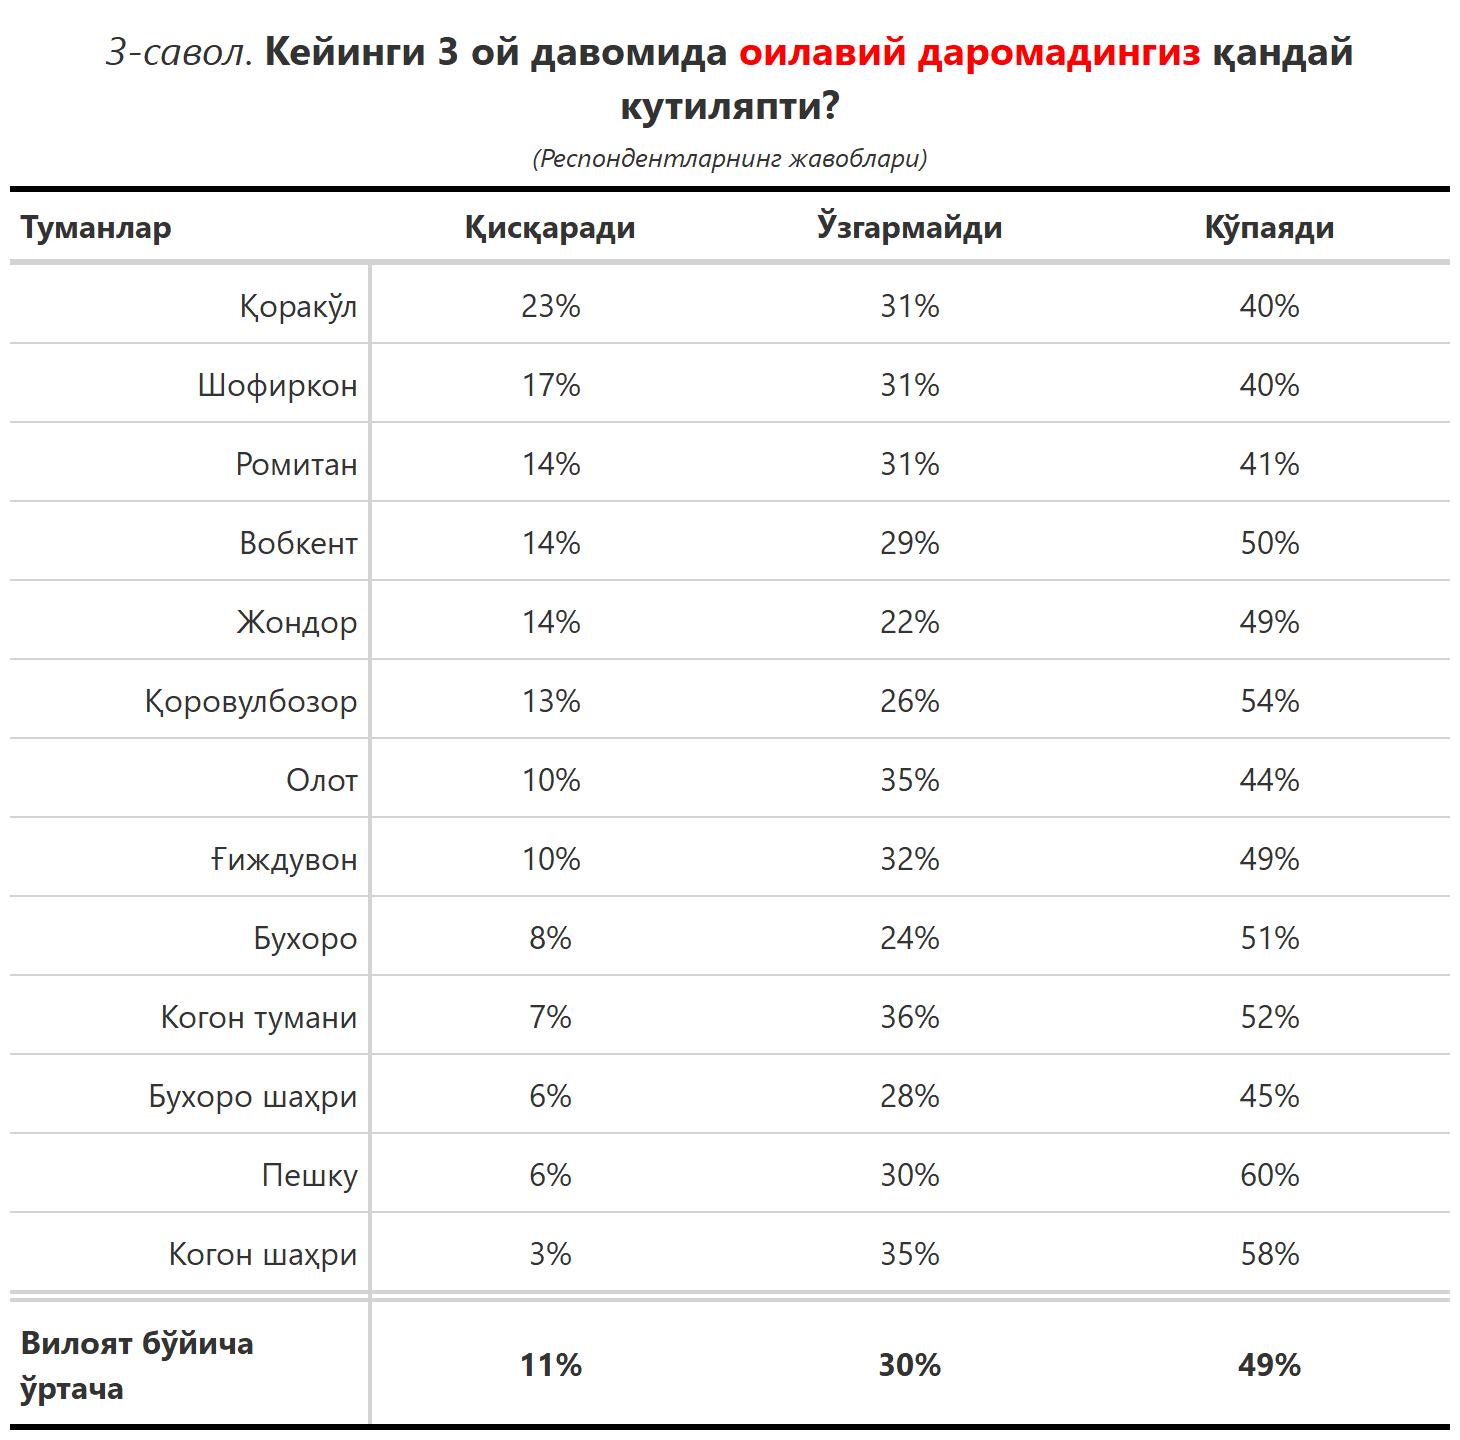 3-савол. Кейинги 3 ой давомида оилавий даромадингиз қандай
кутиляпти?
(Респондентларнинг жавоблари)
Туманлар Қисқаради Ўзгармайди Кўпаяди
Қоракўл 23% 31% 40%
Шофиркон 17% 31% 40%
Ромитан 14% 31% 41%
Вобкент 14% 29% 50%
Жондор 14% 22% 49%
Қоровулбозор 13% 26% 54%
Олот 10% 35% 44%
Ғиждувон 10% 32% 49%
Бухоро 8% 24% 51%
Когон тумани 7% 36% 52%
Бухоро шаҳри 6% 28% 45%
Пешку 6% 30% 60%
Когон шаҳри 3% 35% 58%
Вилоят бўйича
ўртача 11% 30% 49%